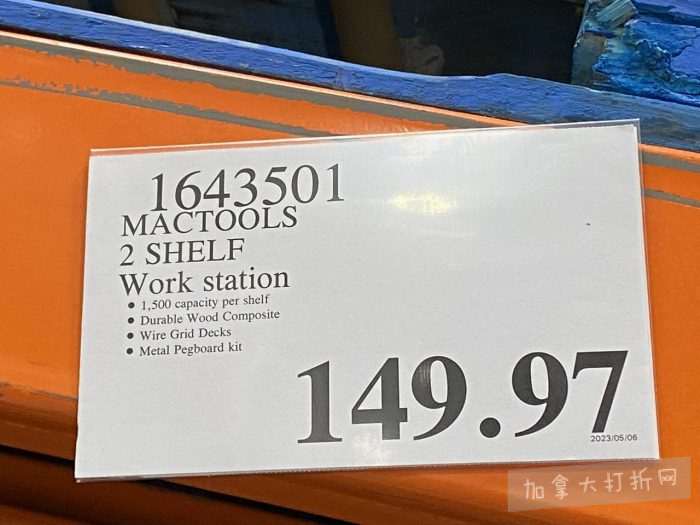 1643501
MACTOOLS
2 SHELF
Work station
• 1,500 capacity per shelf
• Durable Wood Composite
• Wire Grid Decks
• Metal Pegboard kit
149.97
2023/05/06
加拿大打折网